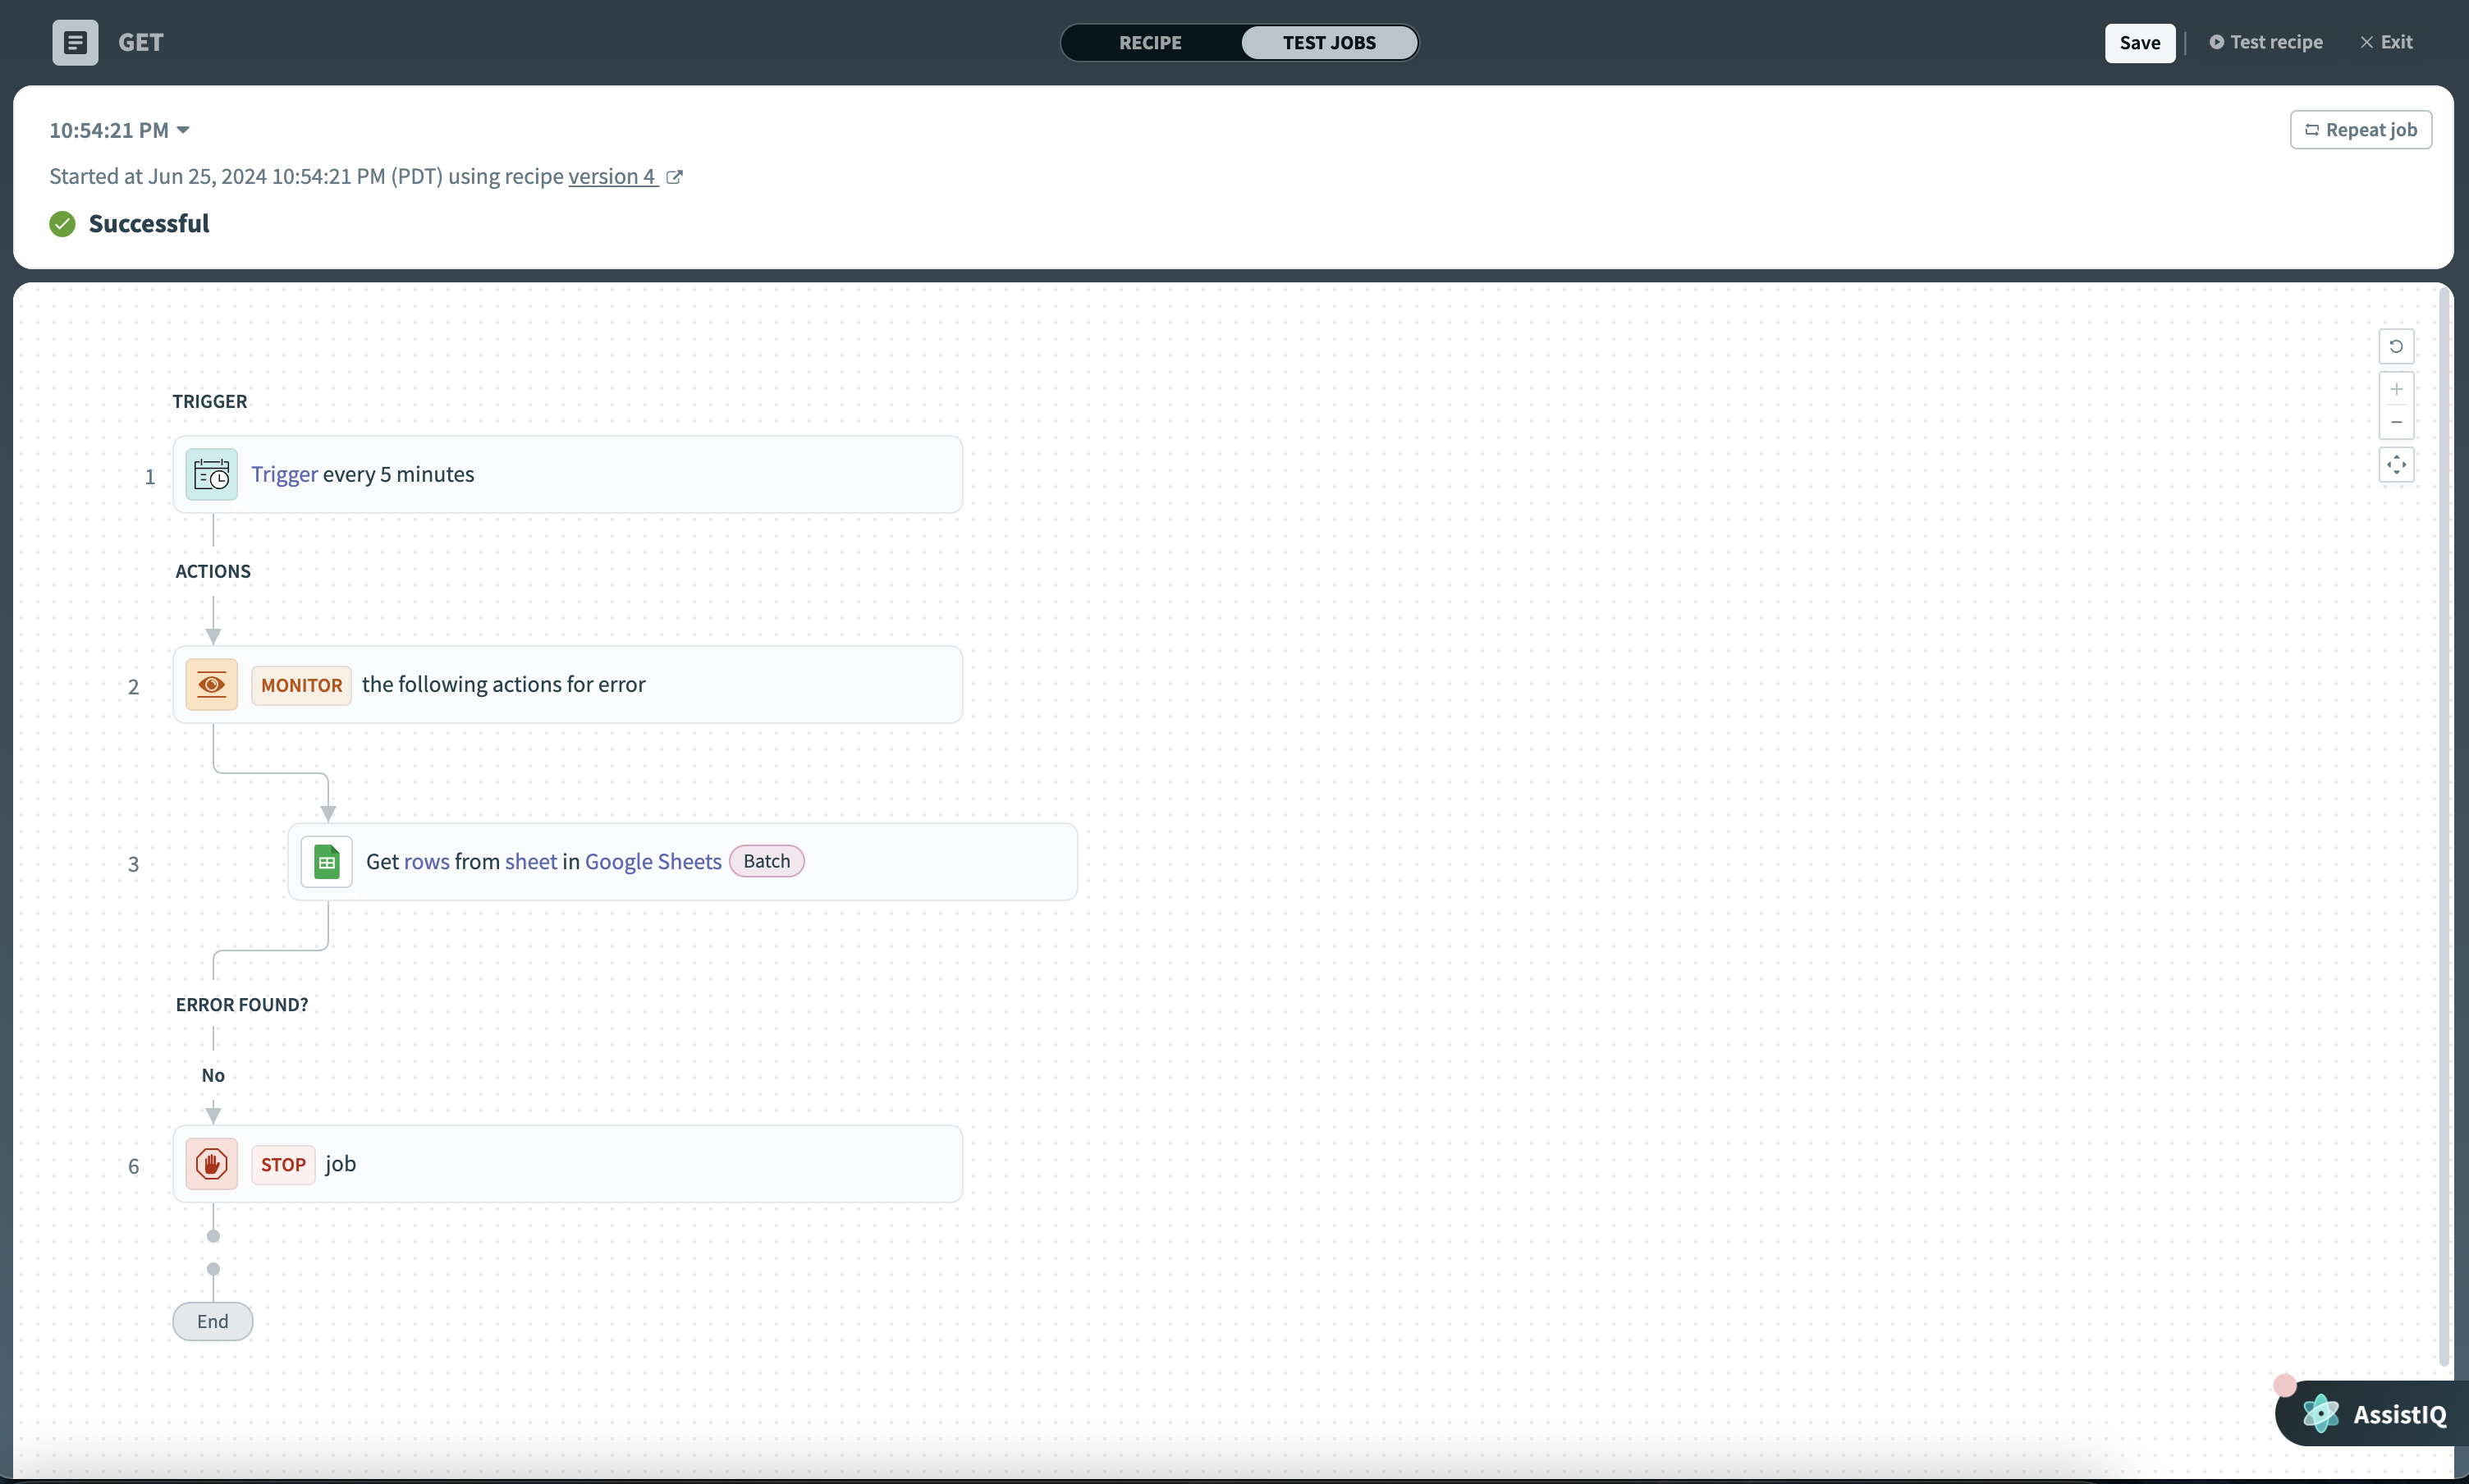 GET
RECIPE
TEST JOBS
Save
Test recipe
Exit
10:54:21 PM
Repeat job
Started at Jun 25, 2024 10:54:21 PM (PDT) using recipe version 4
Successful
TRIGGER
1 Trigger every 5 minutes
ACTIONS
2 MONITOR the following actions for error
3 Get rows from sheet in Google Sheets Batch
ERROR FOUND?
No
6 STOP job
End
AssistIQ